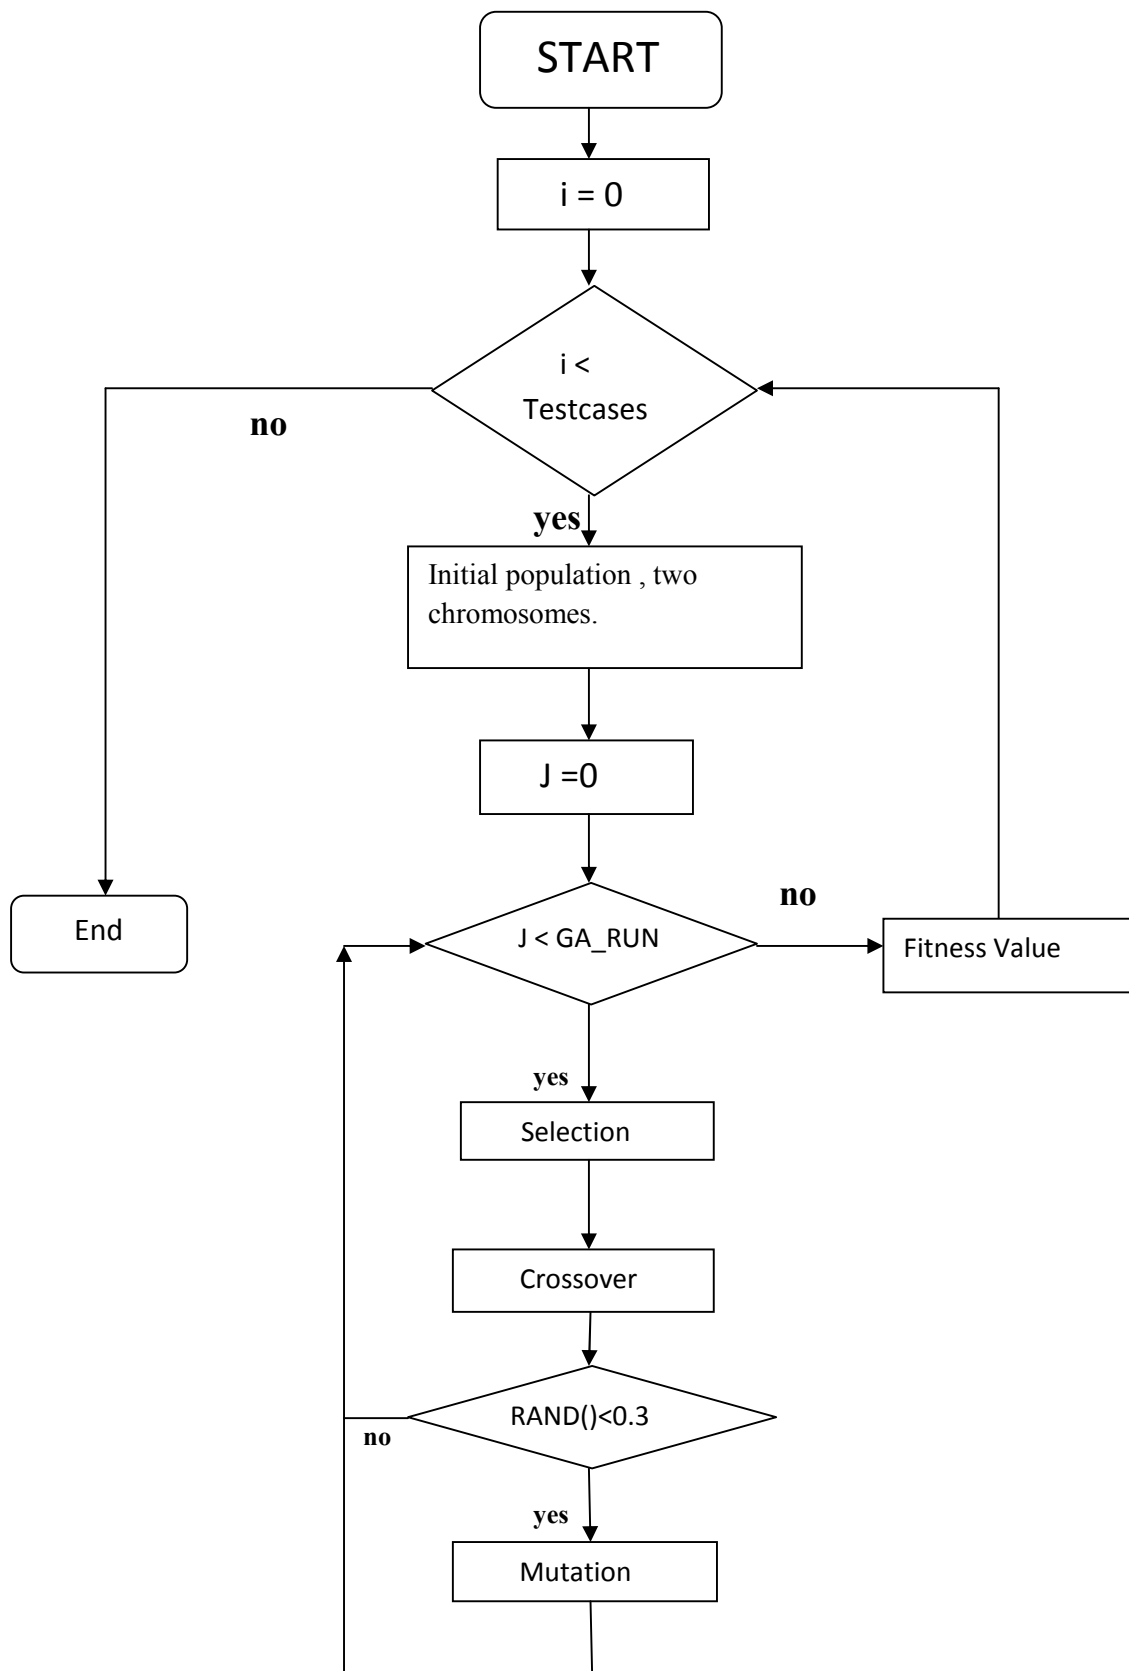 START
i = 0
i <
Testcases
no
yes
Initial population , two
chromosomes.
J =0
J < GA_RUN
no
Fitness Value
End
yes
Selection
Crossover
RAND()<0.3
no
yes
Mutation